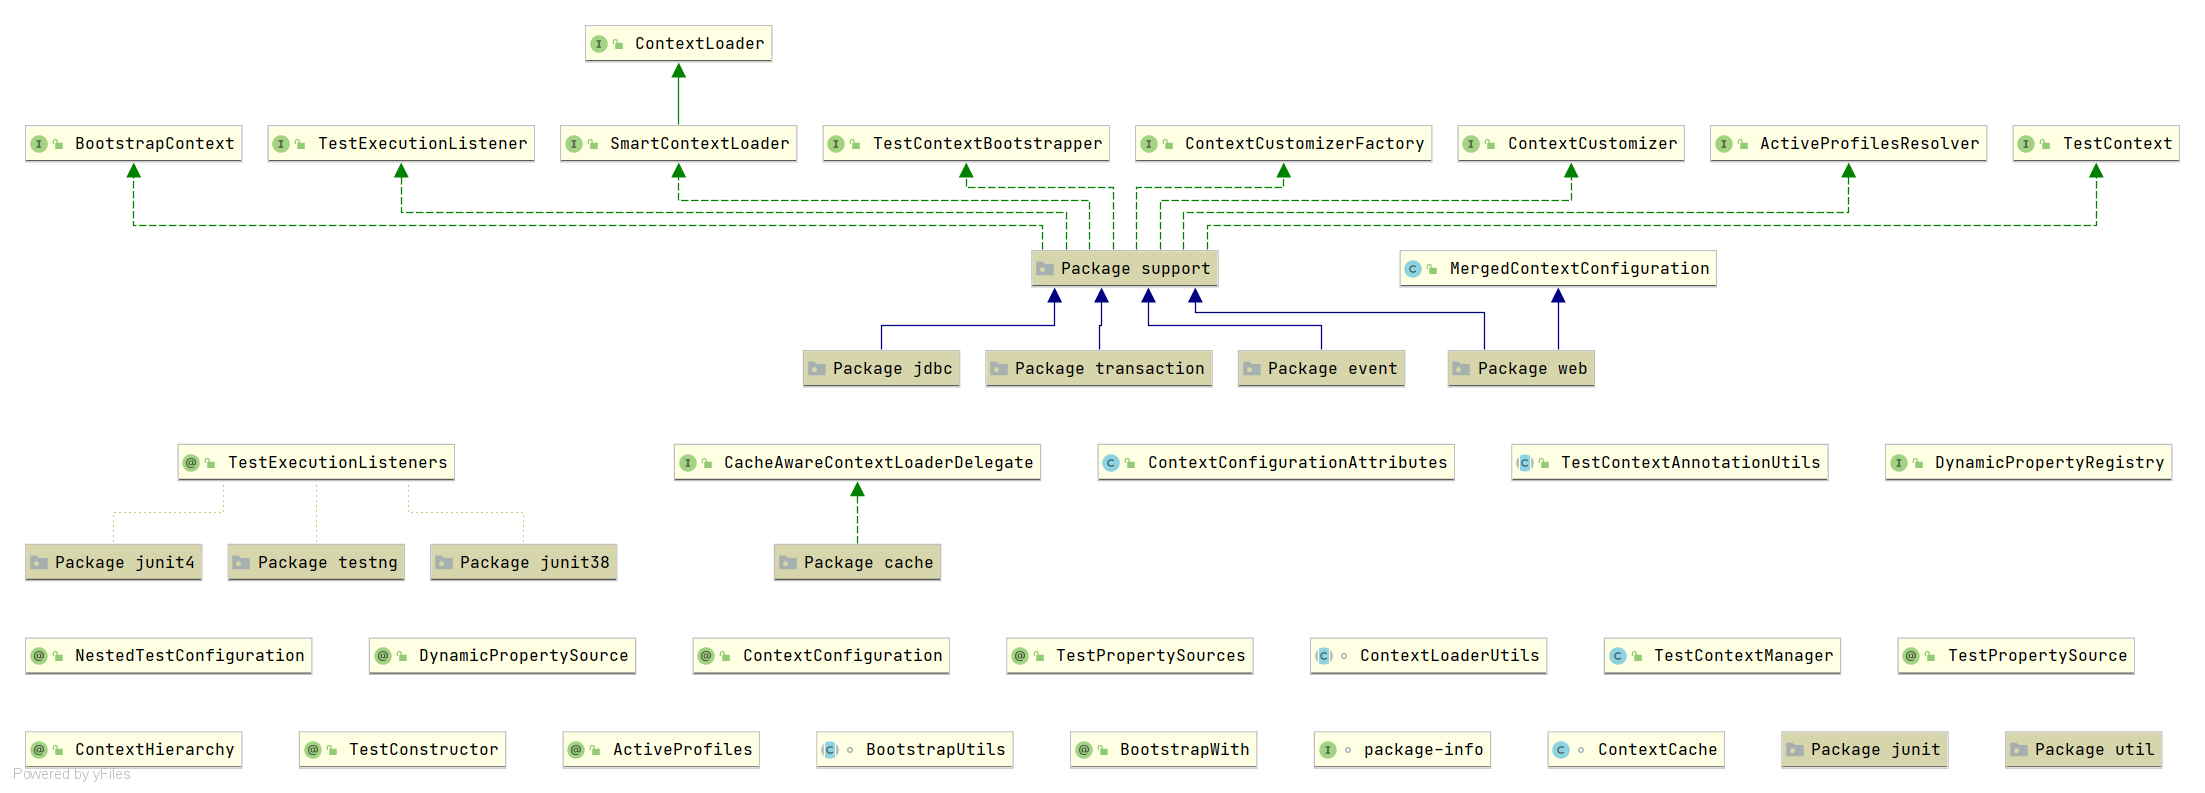 ContextLoader
BootstrapContext
TestExecutionListener
SmartContextLoader
TestContextBootstrapper
ContextCustomizerFactory
ContextCustomizer
ActiveProfilesResolver
TestContext
Package support
MergedContextConfiguration
Package jdbc
Package transaction
Package event
Package web
TestExecutionListeners
CacheAwareContextLoaderDelegate
ContextConfigurationAttributes
TestContextAnnotationUtils
DynamicPropertyRegistry
Package junit4
Package testng
Package junit38
Package cache
NestedTestConfiguration
DynamicPropertySource
ContextConfiguration
TestPropertySources
ContextLoaderUtils
TestContextManager
TestPropertySource
ContextHierarchy
TestConstructor
ActiveProfiles
BootstrapUtils
BootstrapWith
package-info
ContextCache
Package junit
Package util
Powered by yFiles